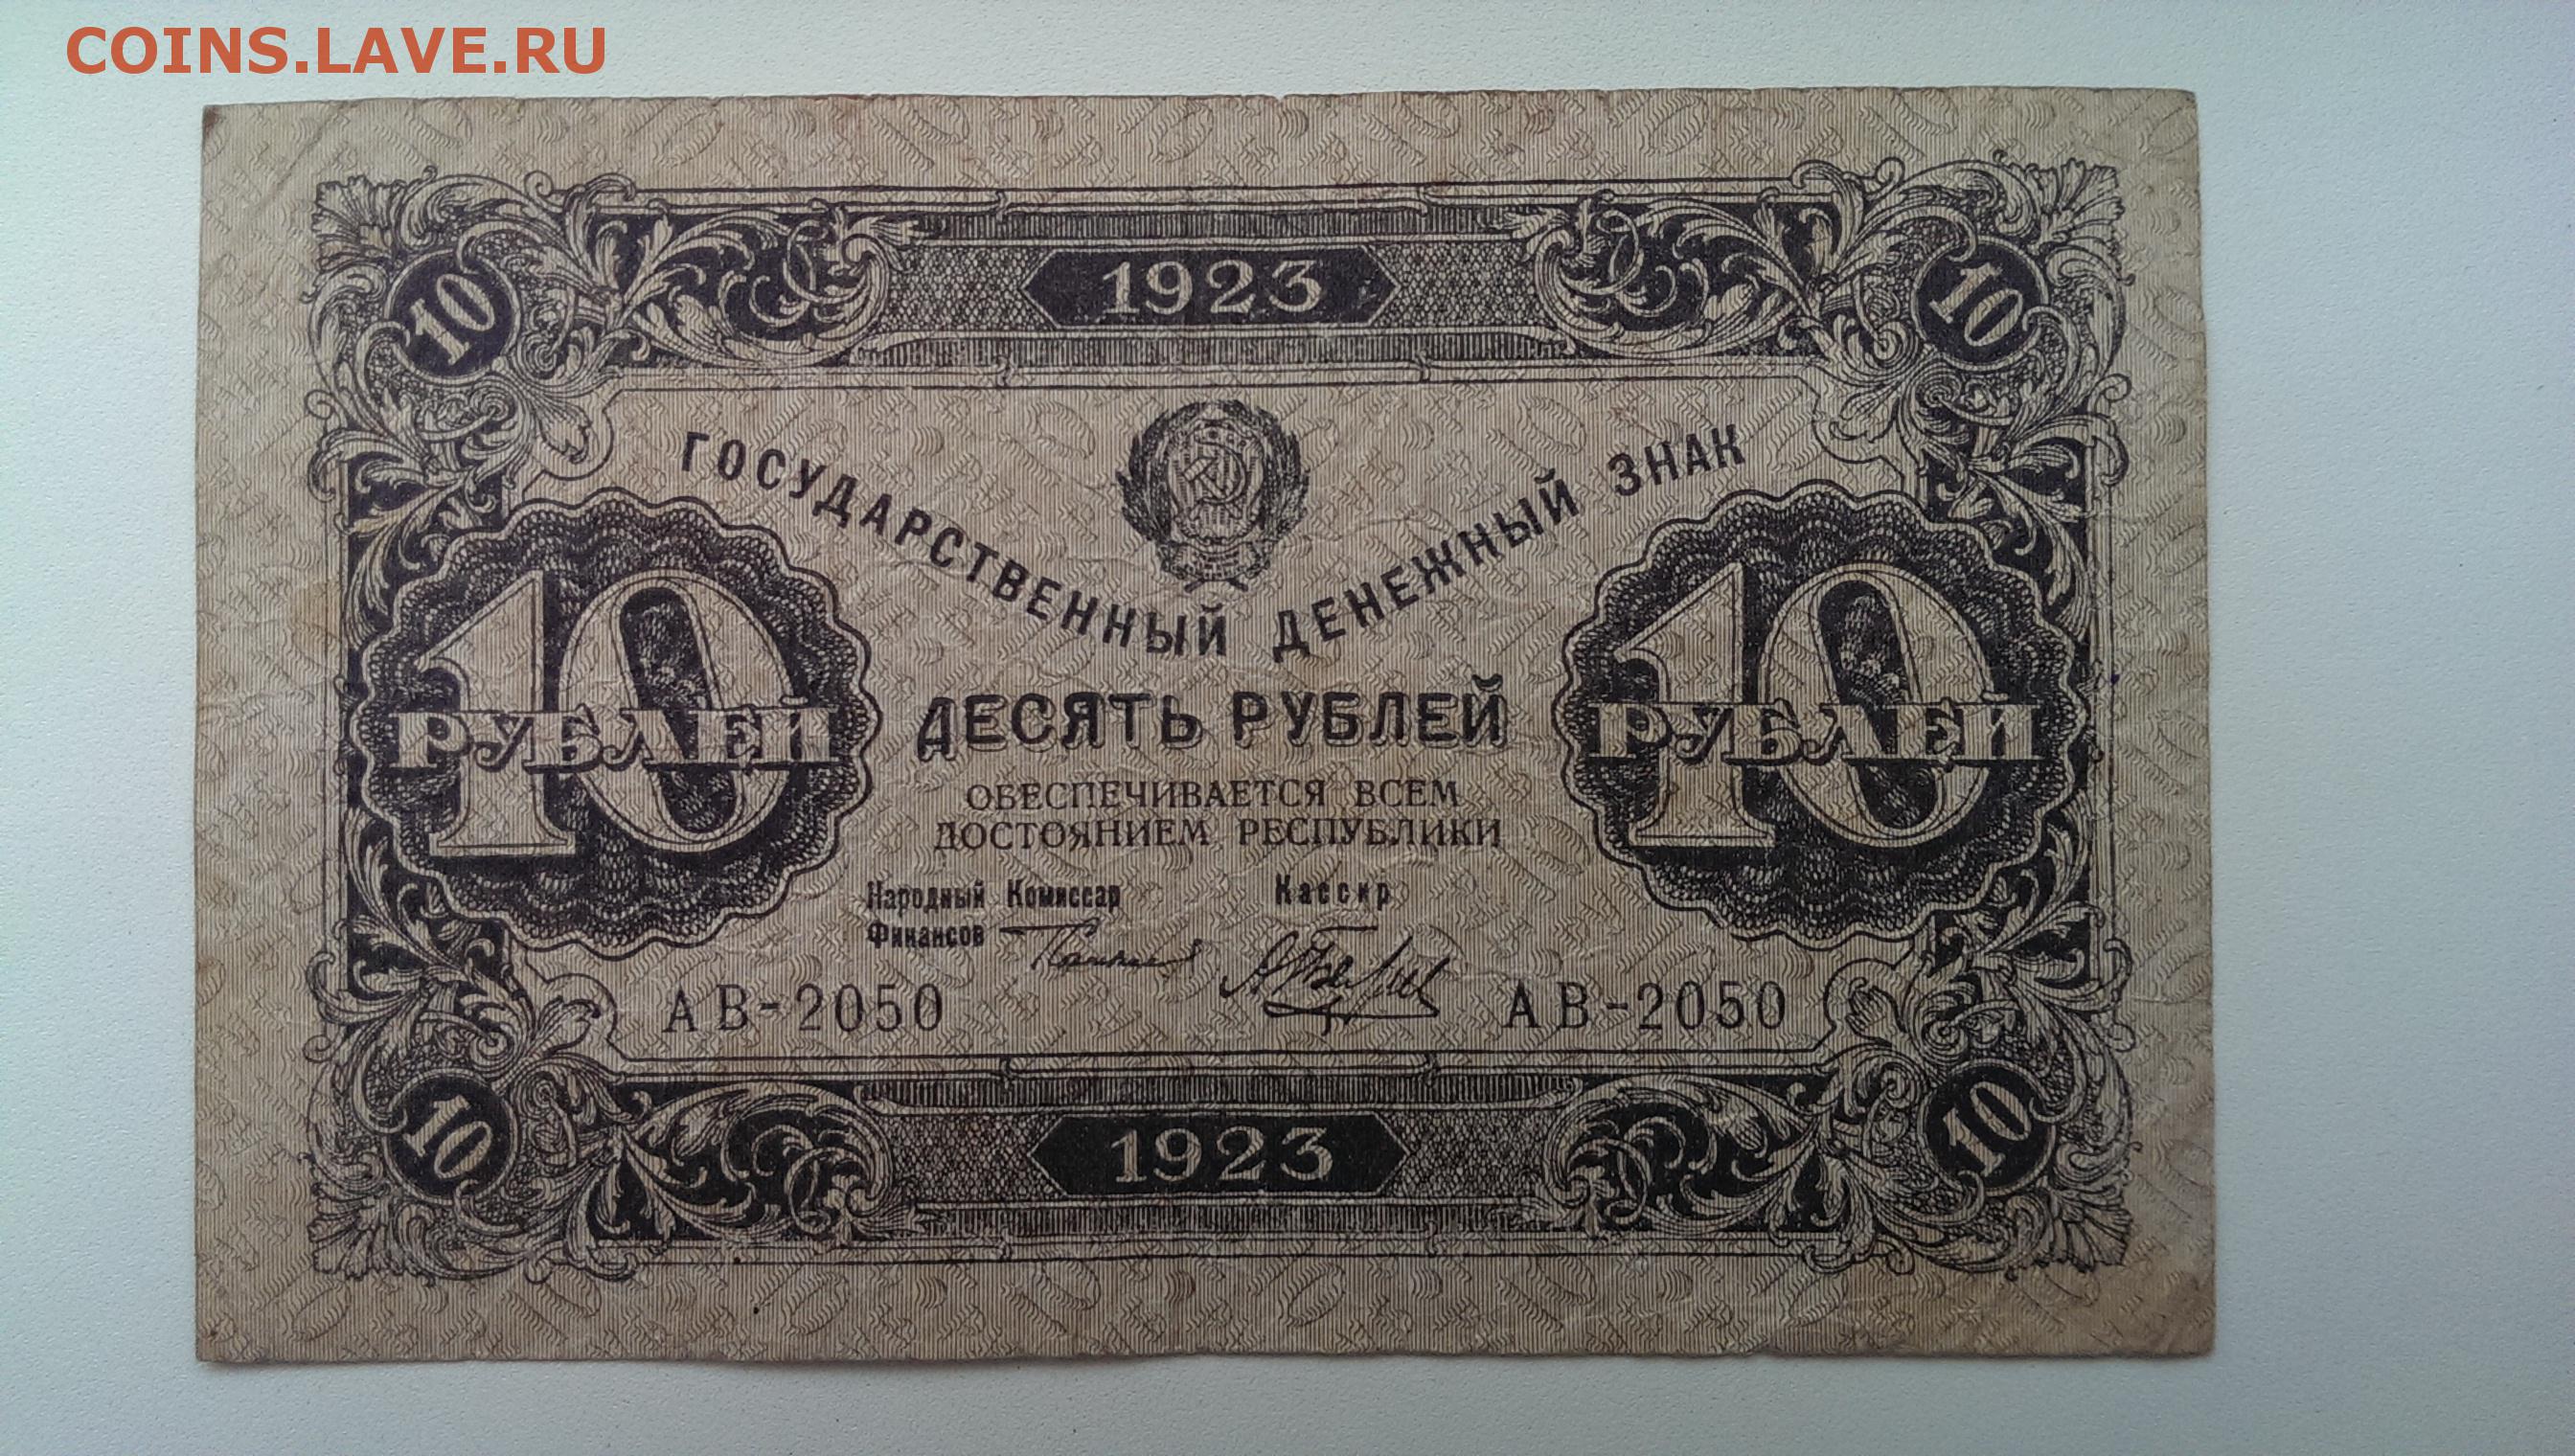 COINS.LAVE.RU
1923
10 10
ГОСУДАРСТВЕННЫЙ ДЕНЕЖНЫЙ ЗНАК
10 РУБЛЕЙ
ДЕСЯТЬ РУБЛЕЙ
10 РУБЛЕЙ
ОБЕСПЕЧИВАЕТСЯ ВСЕМ
ДОСТОЯНИЕМ РЕСПУБЛИКИ
Народный Комиссар
Финансов
Кассир
АВ-2050 АВ-2050
10 10
1923